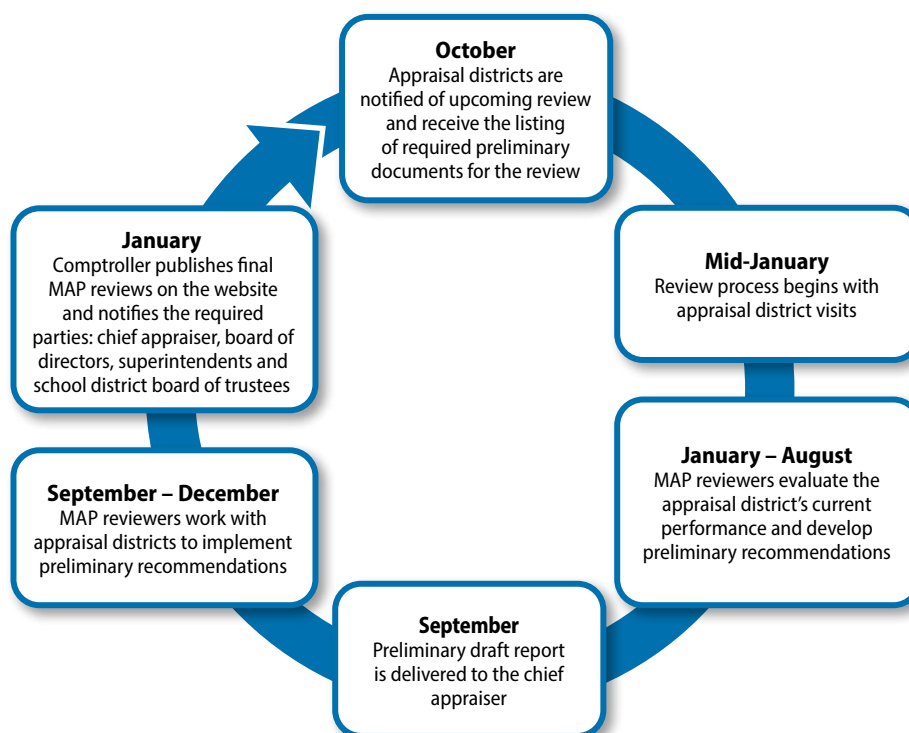 October
Appraisal districts are
notified of upcoming review
and receive the listing
of required preliminary
documents for the review
Mid-January
Review process begins with
appraisal district visits
January – August
MAP reviewers evaluate the
appraisal district’s current
performance and develop
preliminary recommendations
September
Preliminary draft report
is delivered to the chief
appraiser
September – December
MAP reviewers work with
appraisal districts to implement
preliminary recommendations
January
Comptroller publishes final
MAP reviews on the website
and notifies the required
parties: chief appraiser, board of
directors, superintendents and
school district board of trustees